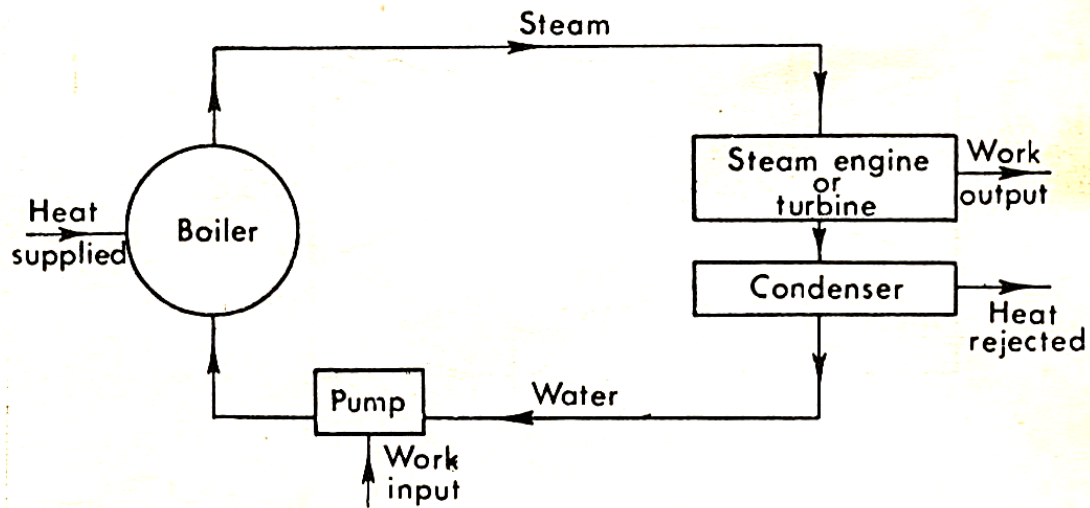 Steam
Steam engine
or
turbine
Work
output
Heat
supplied
Boiler
Condenser
Heat
rejected
Pump
Water
Work
input